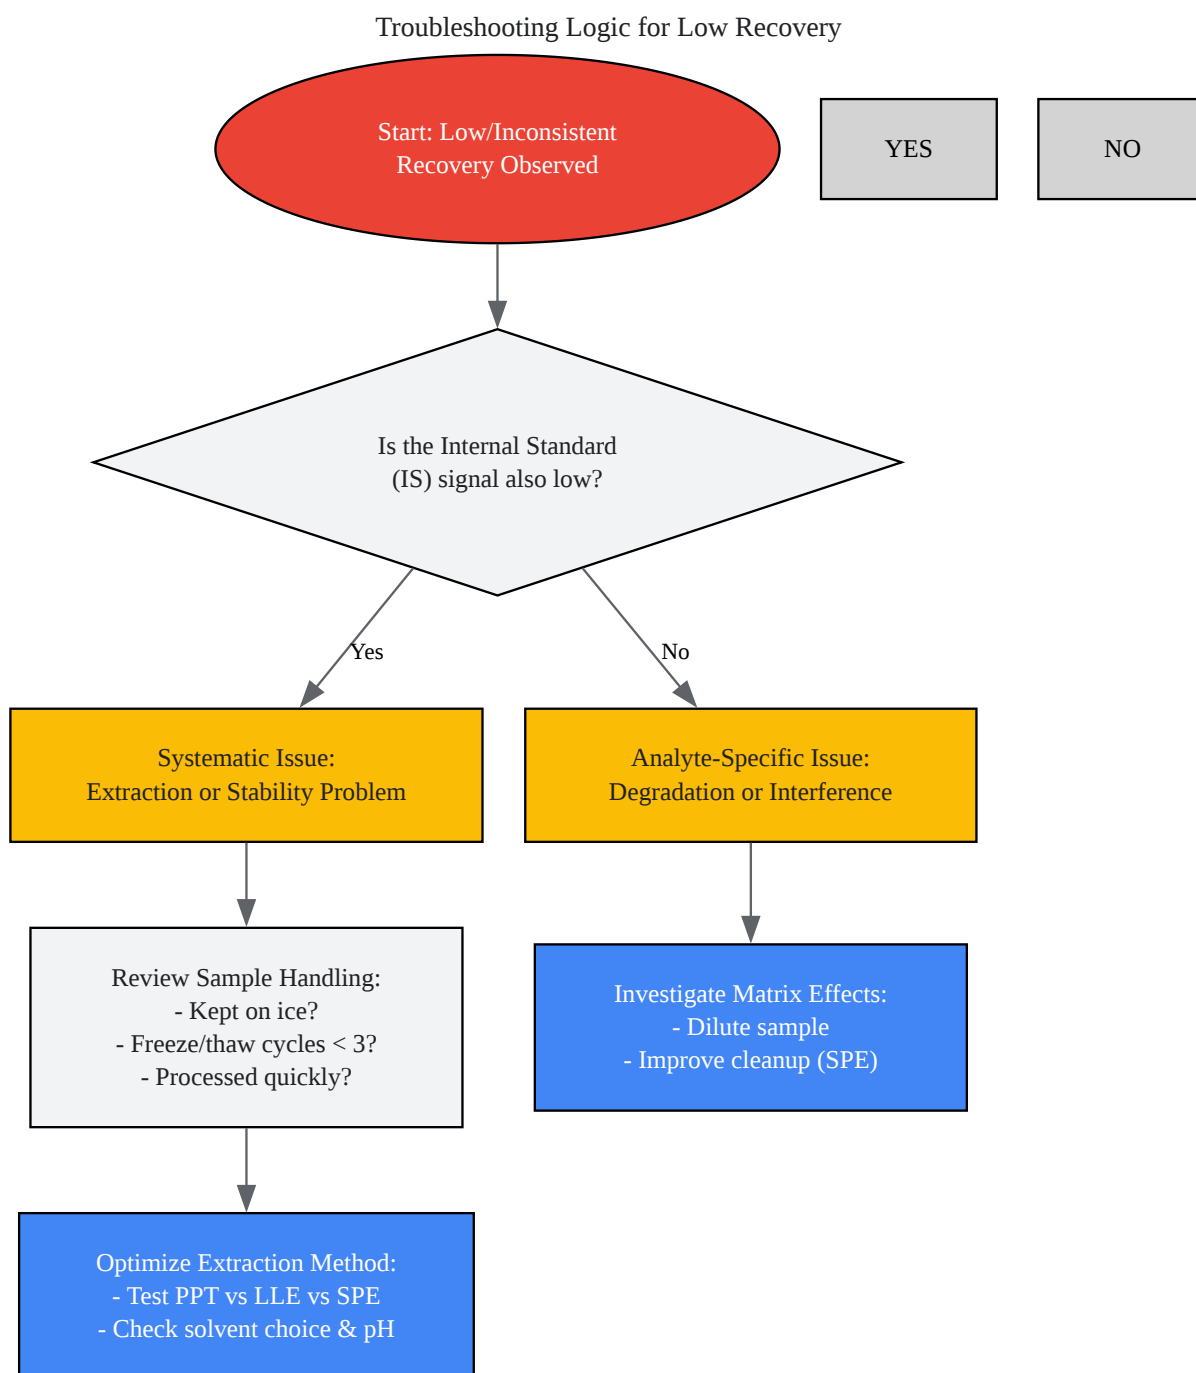 Troubleshooting Logic for Low Recovery
Start: Low/Inconsistent
Recovery Observed
YES
NO
Is the Internal Standard
(IS) signal also low?
Yes
No
Systematic Issue:
Extraction or Stability Problem
Analyte-Specific Issue:
Degradation or Interference
Review Sample Handling:
- Kept on ice?
- Freeze/thaw cycles < 3?
- Processed quickly?
Investigate Matrix Effects:
- Dilute sample
- Improve cleanup (SPE)
Optimize Extraction Method:
- Test PPT vs LLE vs SPE
- Check solvent choice & pH